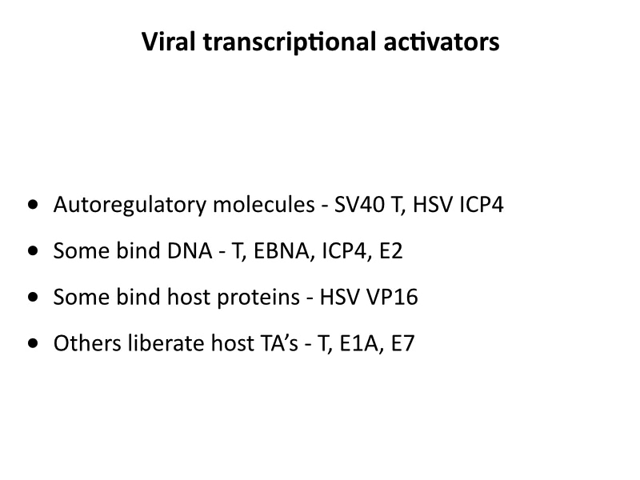 Viral transcriptional activators
• Autoregulatory molecules - SV40 T, HSV ICP4
• Some bind DNA - T, EBNA, ICP4, E2
• Some bind host proteins - HSV VP16
• Others liberate host TA’s - T, E1A, E7